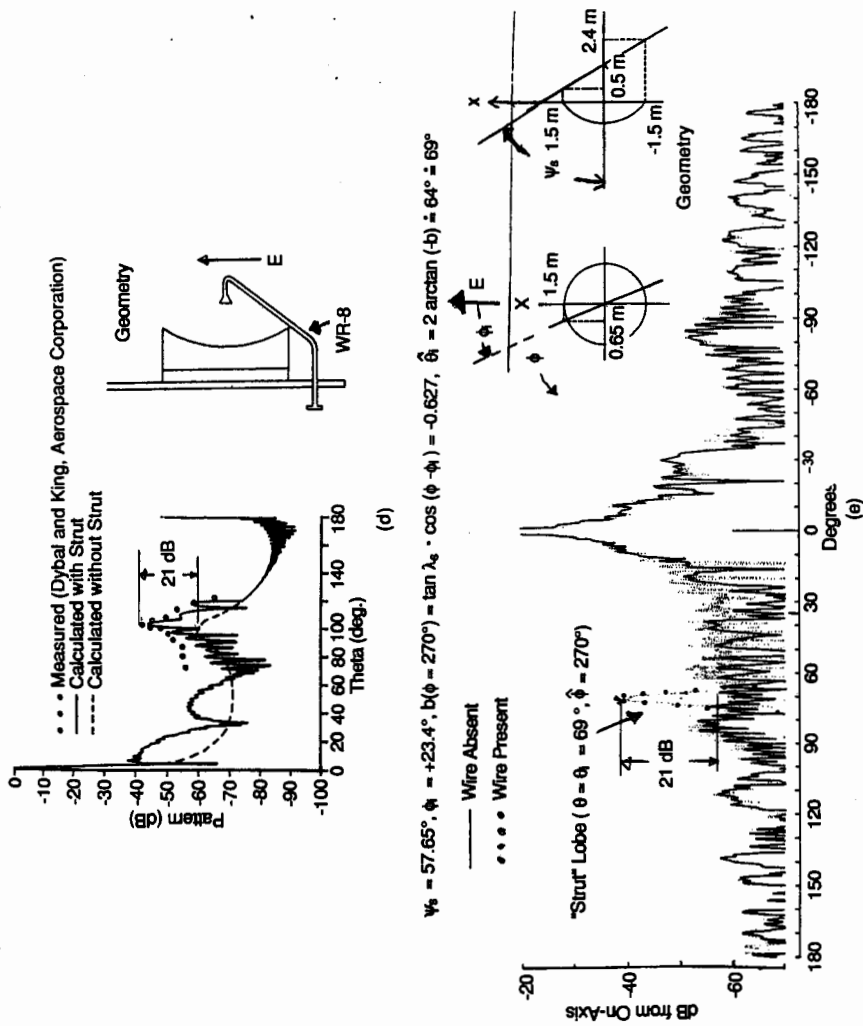 • • • Measured (Dybal and King, Aerospace Corporation)
—— Calculated with Strut
----- Calculated without Strut
Geometry
0
-10
-20
-30
-40
-50
-60
-70
-80
-90
-100
Pattern (dB)
21 dB
0 20 40 60 80 100 140 180
Theta (deg.)
E
WR-8
(d)
Ψs = 57.65°, ϕı = +23.4°, b(ϕ = 270°) = tan λs · cos (ϕ -ϕı) = -0.627, θ̂ı = 2 arctan (-b) ≐ 64° ≐ 69°
—— Wire Absent
• • • • Wire Present
"Strut" Lobe ( θ = θı = 69 °, ϕ̂ = 270°)
21 dB
E
X
ϕı
ϕ
1.5 m
0.65 m
X
Ψs
1.5 m
2.4 m
0.5 m
-1.5 m
Geometry
-20
-40
-60
dB from On-Axis
180 150 120 90 60 30 0 -30 -60 -90 -120 -150 -180
Degrees
(e)